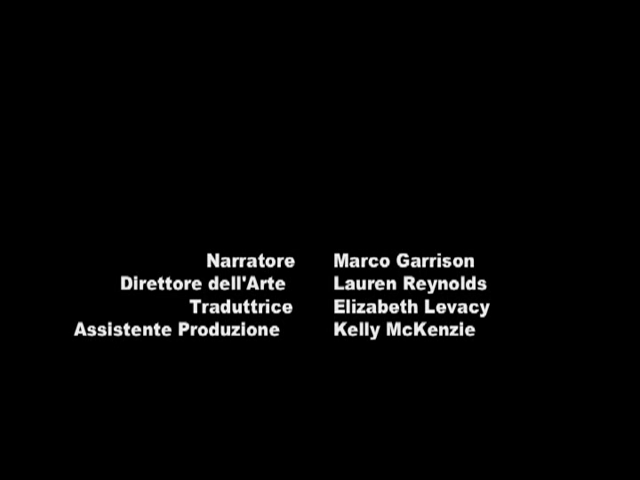 Narratore Marco Garrison
Direttore dell'Arte Lauren Reynolds
Traduttrice Elizabeth Levacy
Assistente Produzione Kelly McKenzie